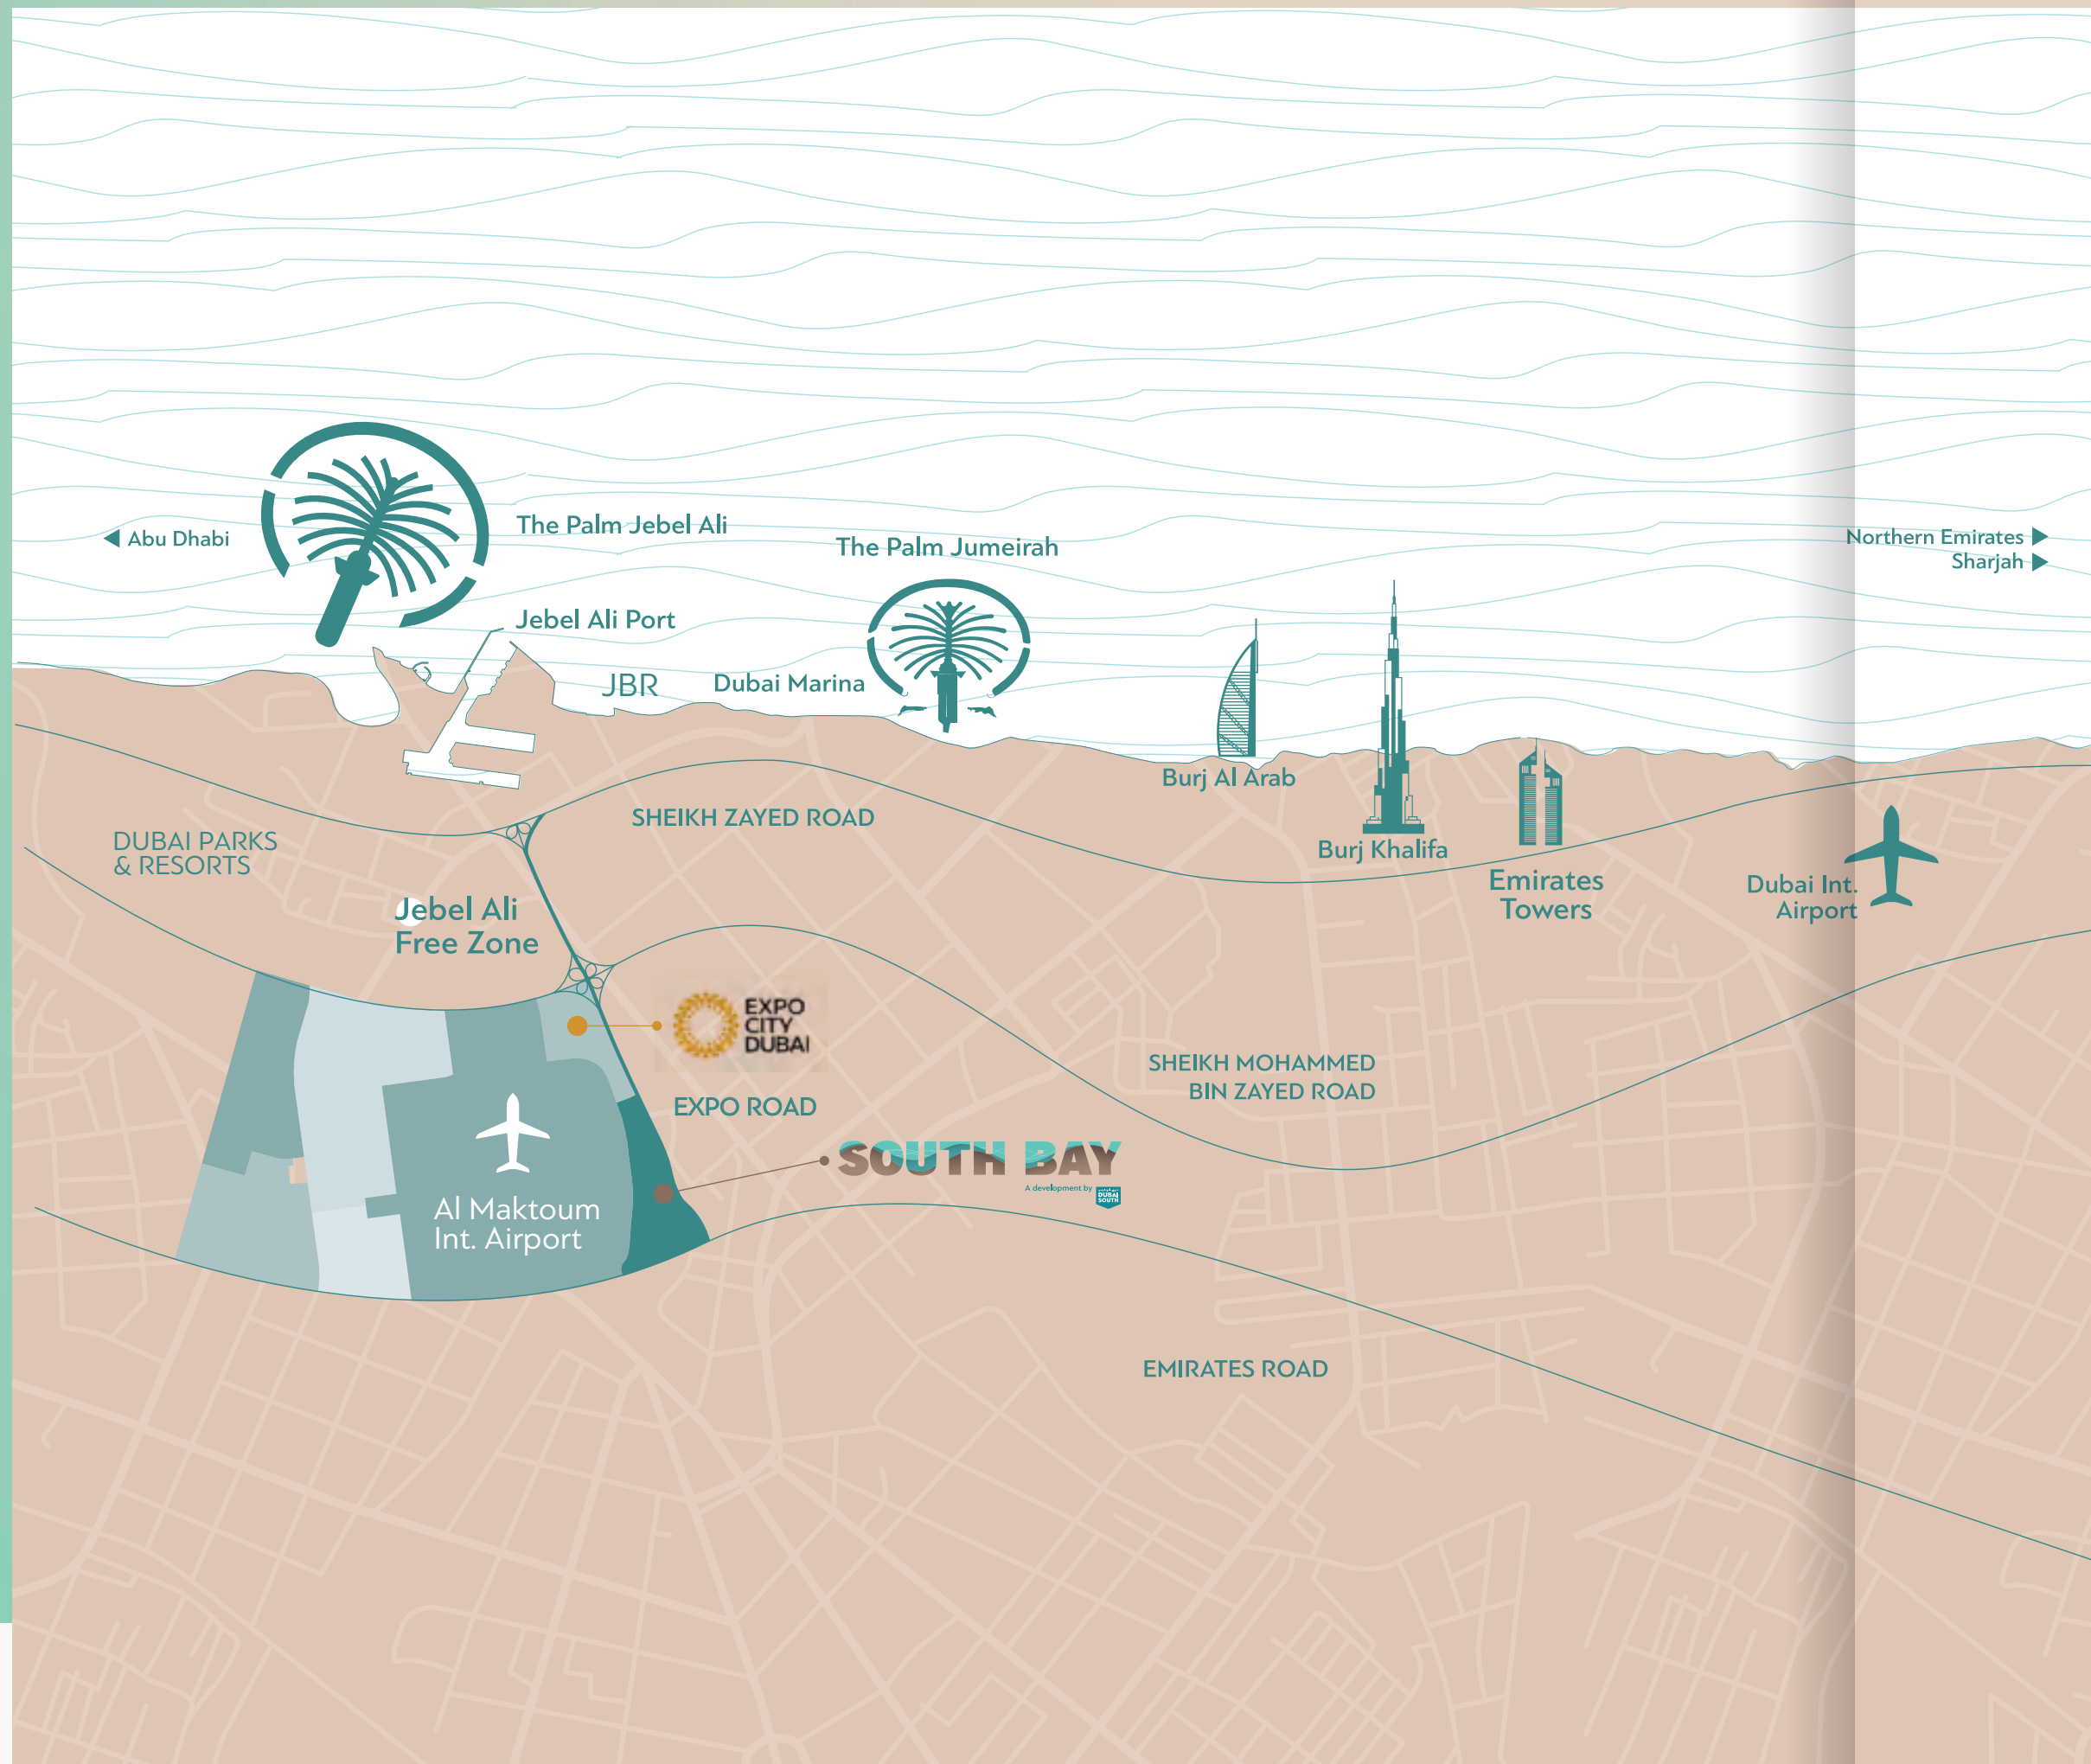 The Palm Jebel Ali
Abu Dhabi
The Palm Jumeirah
Northern Emirates
Sharjah
Jebel Ali Port
JBR
Dubai Marina
Burj Al Arab
SHEIKH ZAYED ROAD
DUBAI PARKS
& RESORTS
Burj Khalifa
Emirates
Towers
Dubai Int.
Airport
Jebel Ali
Free Zone
EXPO
CITY
DUBAI
SHEIKH MOHAMMED
BIN ZAYED ROAD
EXPO ROAD
SOUTH BAY
A development by
DUBAI
SOUTH
Al Maktoum
Int. Airport
EMIRATES ROAD